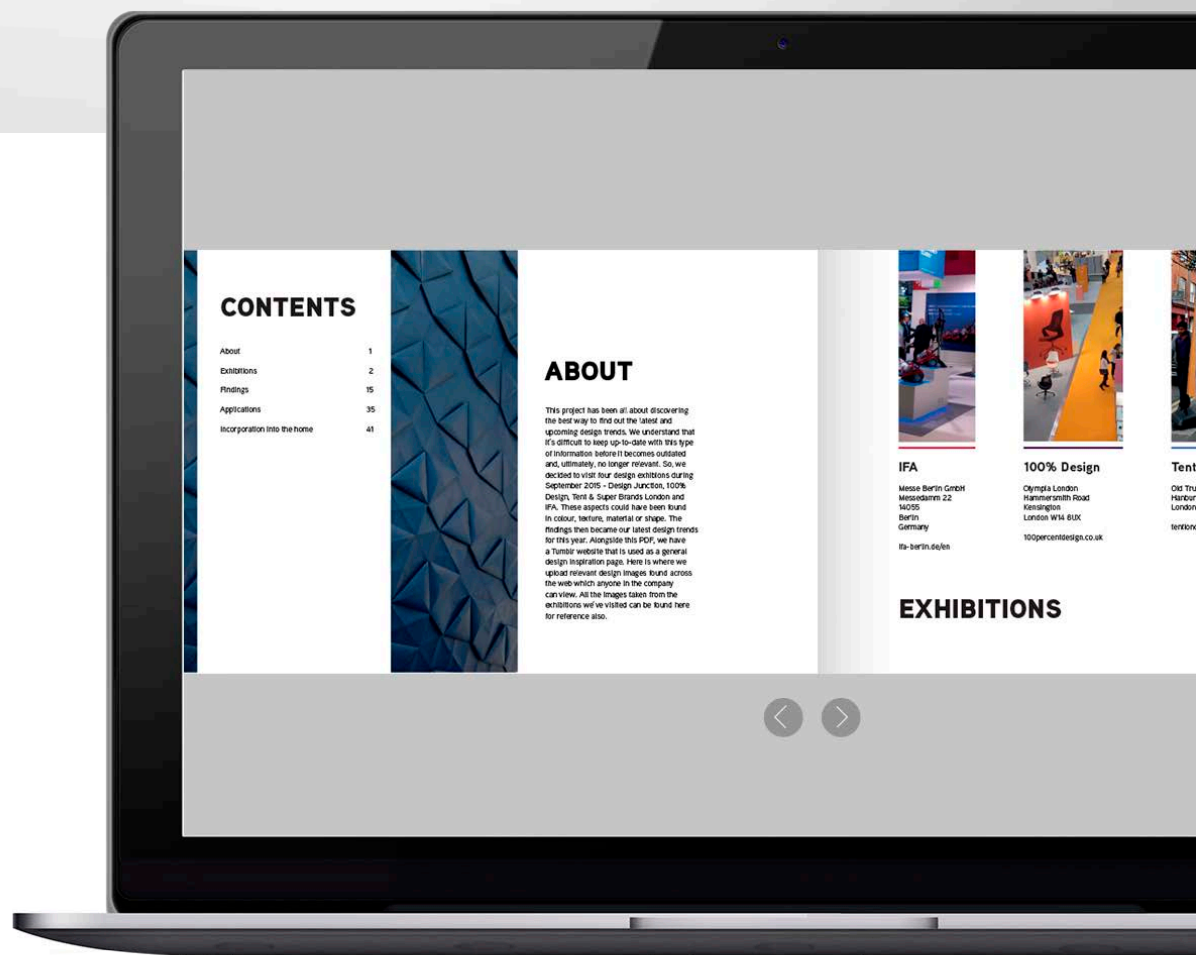 CONTENTS
About 1
Exhibitions 2
Findings 15
Applications 35
Incorporation into the home 41
ABOUT
This project has been all about discovering
the best way to find out the latest and
upcoming design trends. We understand that
it's difficult to keep up-to-date with this type
of information before it becomes outdated
and, ultimately, no longer relevant. So, we
decided to visit four design exhibitions during
September 2015 - Design Junction, 100%
Design, Tent & Super Brands London and
IFA. These aspects could have been found
in colour, texture, material or shape. The
findings then became our latest design trends
for this year. Alongside this PDF, we have
a Tumblr website that is used as a general
design inspiration page. Here is where we
upload relevant design images found across
the web which anyone in the company
can view. All the images taken from the
exhibitions we've visited can be found here
for reference also.
IFA
Messe Berlin GmbH
Messedamm 22
14055
Berlin
Germany
ifa-berlin.de/en
100% Design
Olympia London
Hammersmith Road
Kensington
London W14 8UX
100percentdesign.co.uk
Tent
Old Tru
Hanbur
London
EXHIBITIONS